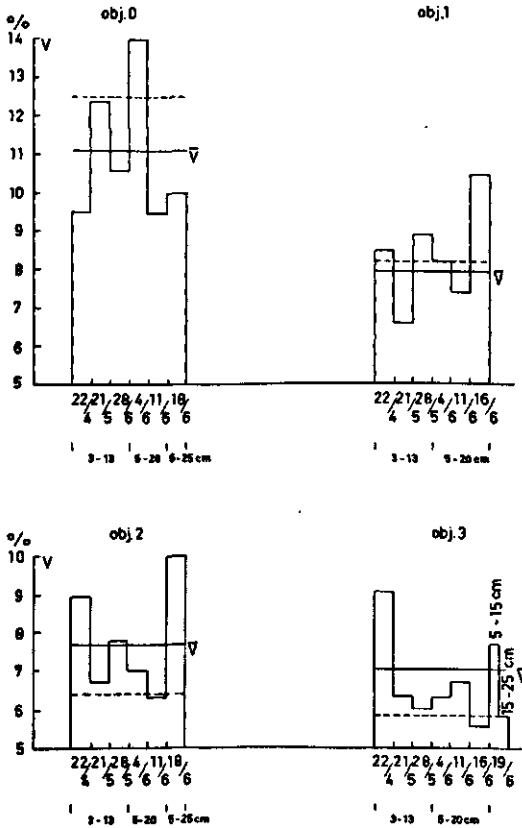 obj.0
obj.1
%
V
14
13
12
11
10
9
8
7
6
5
V̅
V̅
22/4 21/5 28/6 4/6 11/6 18/6
3-13 5-20 5-25 cm
22/4 21/5 28/5 4/6 11/6 16/6
3-13 5-20 cm
obj.2
obj.3
%
V
10
9
8
7
6
5
V̅
V̅
5-15 cm
15-25 cm
22/4 21/5 28/5 4/6 11/6 18/6
3-13 5-20 5-25 cm
22/4 21/5 28/5 4/6 11/6 16/6 19/6
3-13 5-20 cm